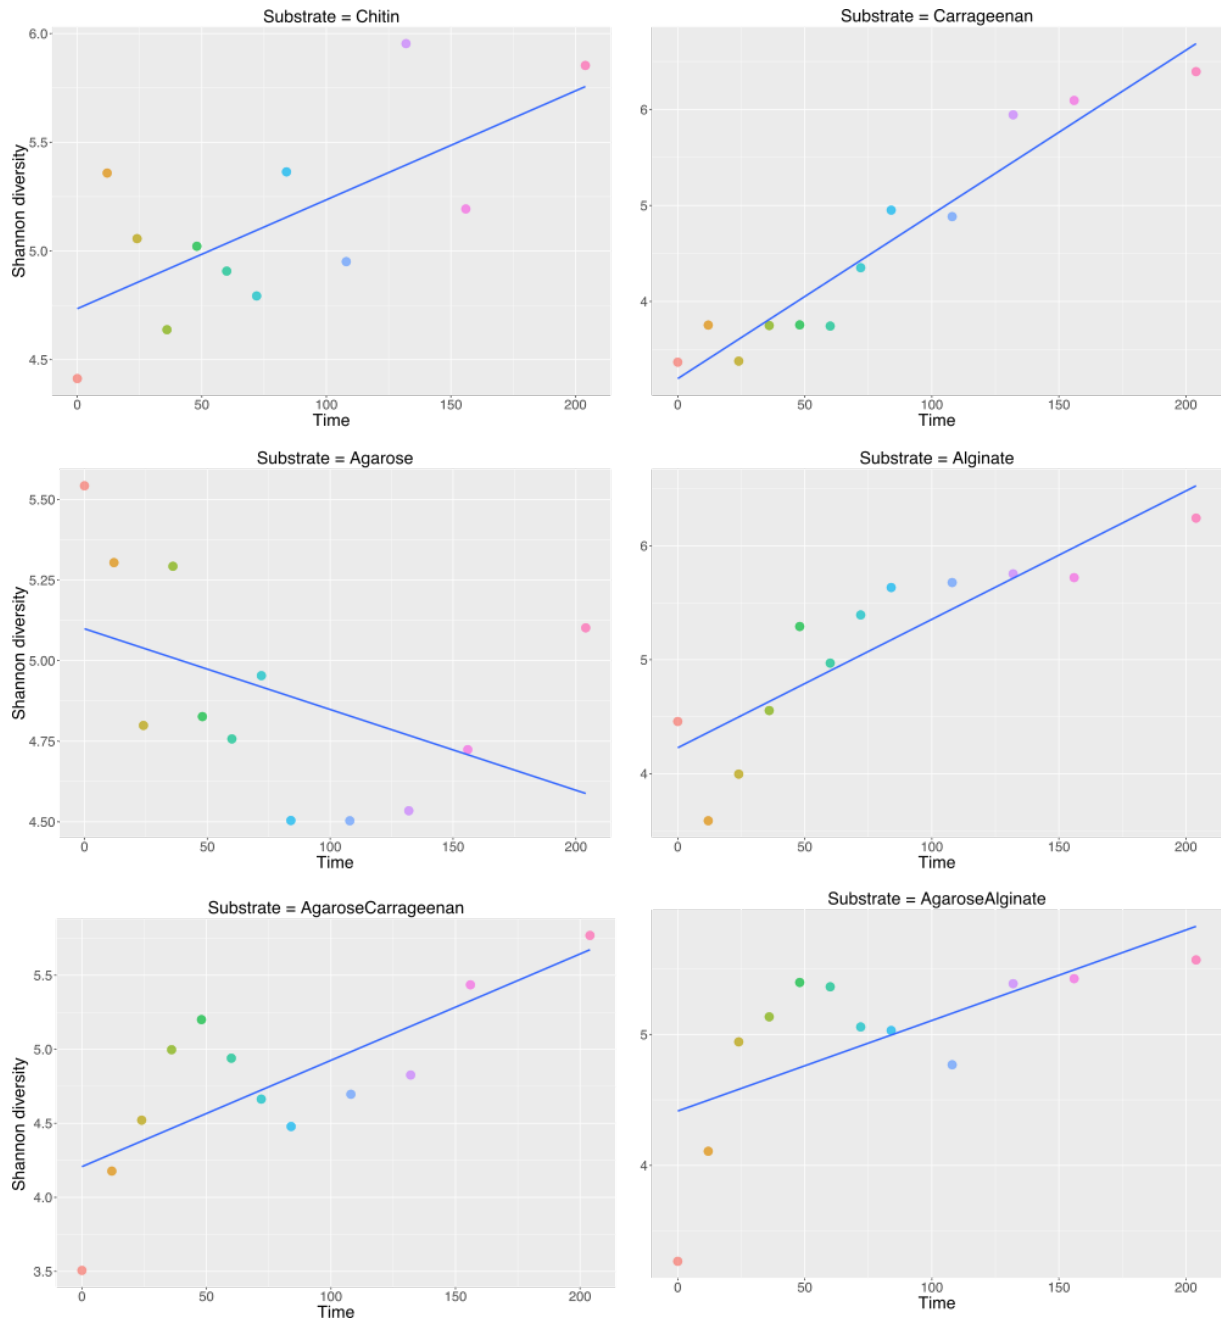 Substrate = Chitin
Shannon diversity
6.0
5.5
5.0
4.5
0 50 100 150 200
Time
Substrate = Carrageenan
6
5
4
0 50 100 150 200
Time
Substrate = Agarose
Shannon diversity
5.50
5.25
5.00
4.75
4.50
0 50 100 150 200
Time
Substrate = Alginate
6
5
4
0 50 100 150 200
Time
Substrate = AgaroseCarrageenan
Shannon diversity
5.5
5.0
4.5
4.0
3.5
0 50 100 150 200
Time
Substrate = AgaroseAlginate
5
4
0 50 100 150 200
Time